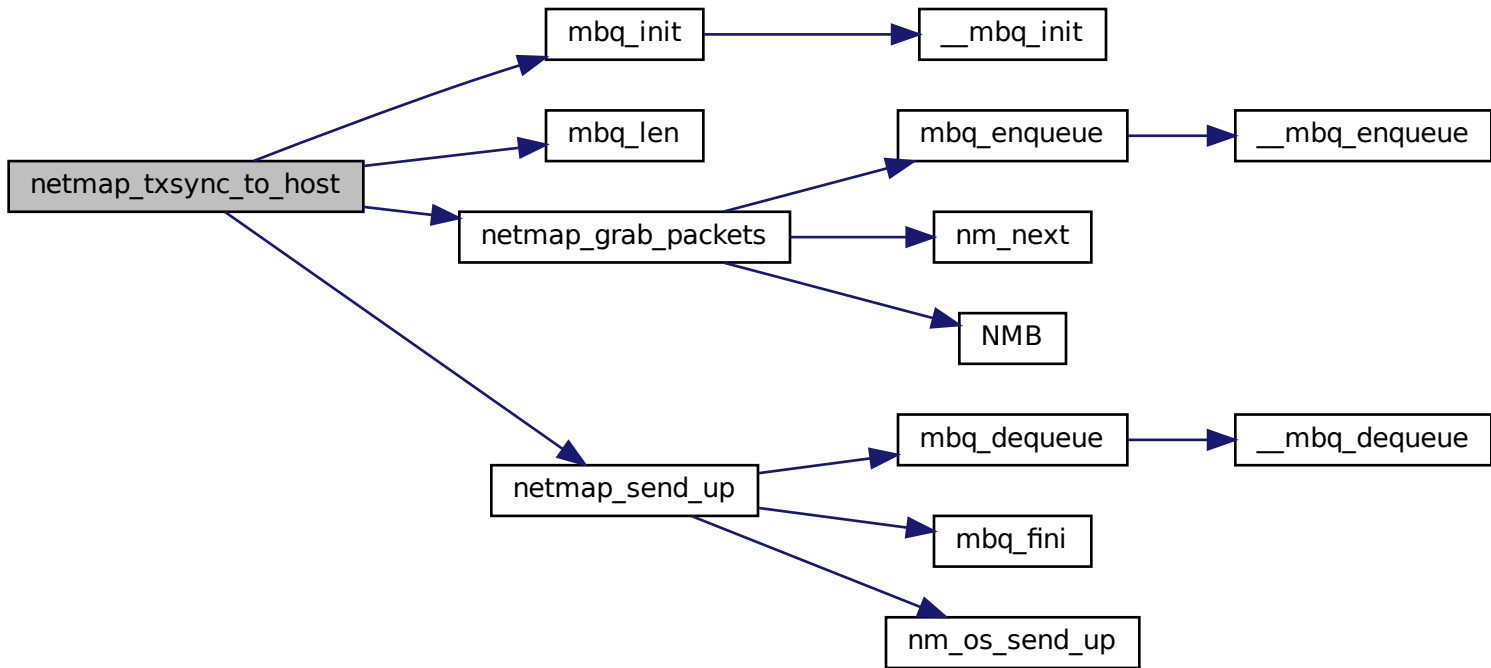 mbq_init
__mbq_init
mbq_len
mbq_enqueue
__mbq_enqueue
netmap_txsync_to_host
netmap_grab_packets
nm_next
NMB
mbq_dequeue
__mbq_dequeue
netmap_send_up
mbq_fini
nm_os_send_up